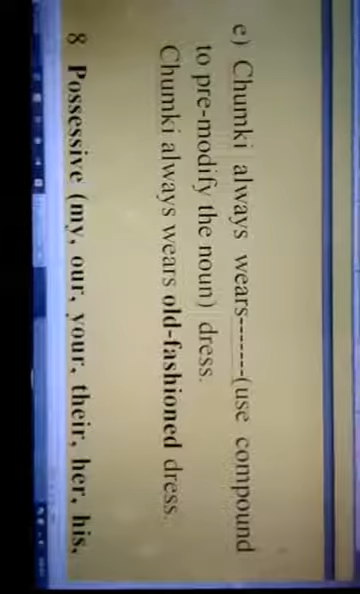 e) Chumki always wears-------(use compound
to pre-modify the noun) dress.
Chumki always wears old-fashioned dress.
8 Possessive (my, our, your, their, her, his,